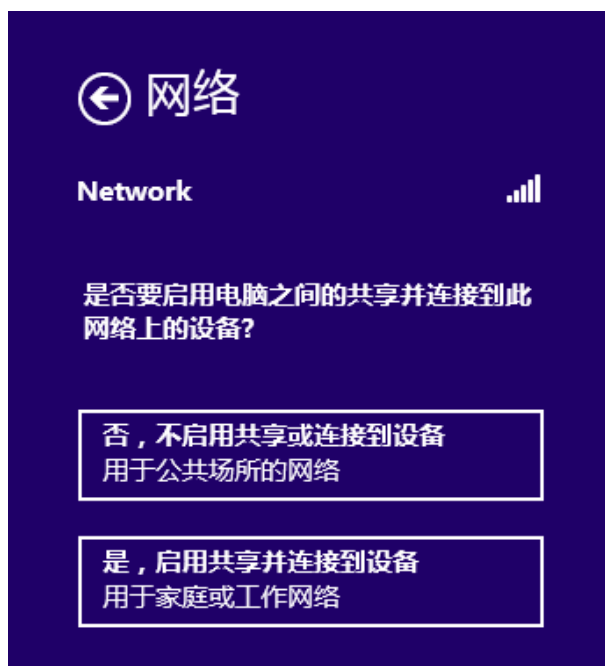 网络
Network
是否要启用电脑之间的共享并连接到此
网络上的设备?
否，不启用共享或连接到设备
用于公共场所的网络
是，启用共享并连接到设备
用于家庭或工作网络